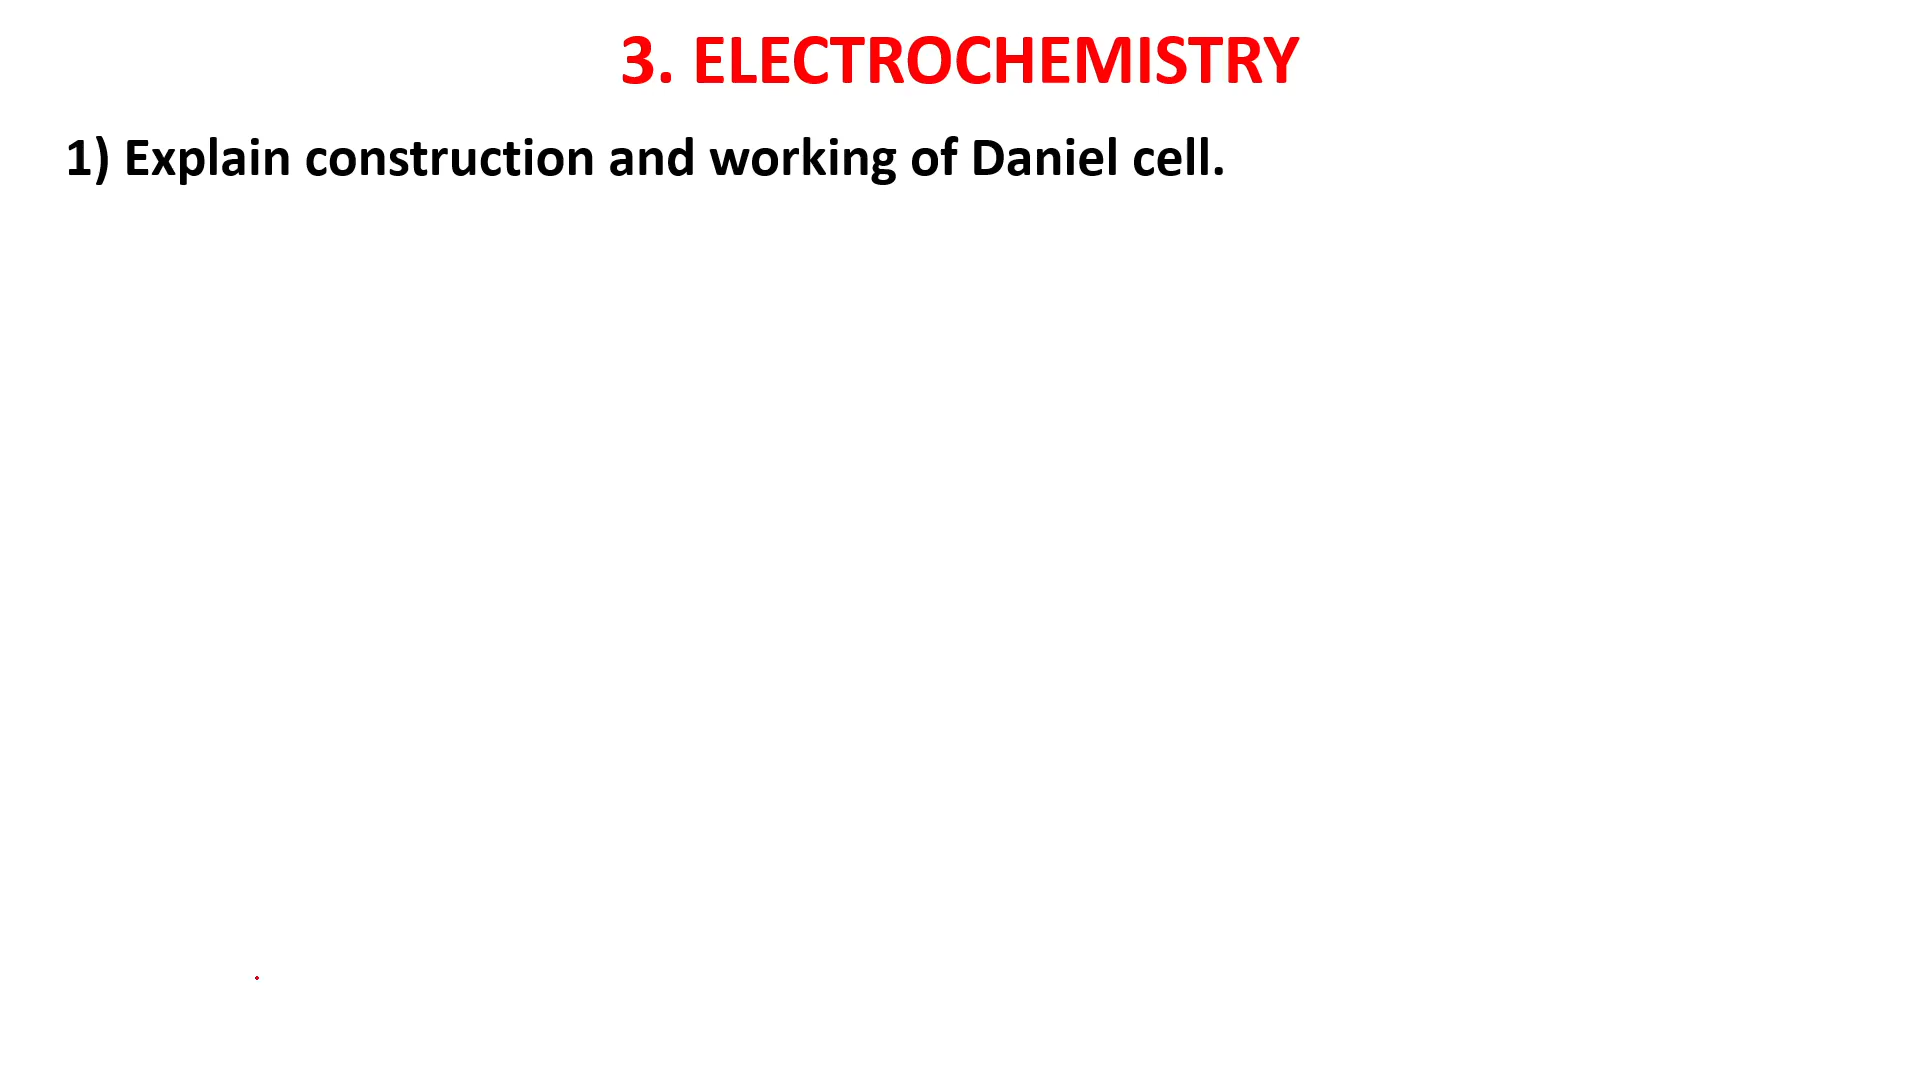 3. ELECTROCHEMISTRY
1) Explain construction and working of Daniel cell.